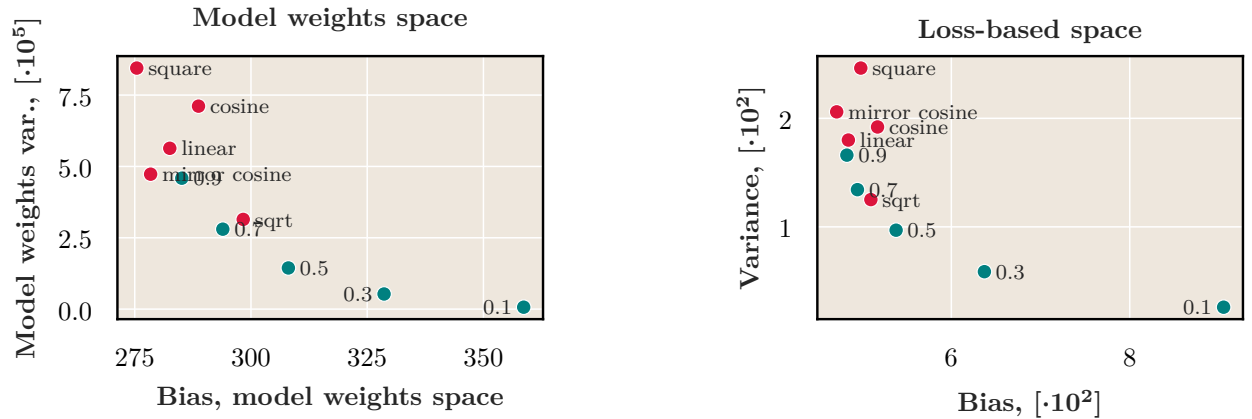 Model weights space
Model weights var., [·10⁵]
7.5
5.0
2.5
0.0
square
cosine
linear
mirror cosine
0.9
sqrt
0.7
0.5
0.3
0.1
275
300
325
350
Bias, model weights space
Loss-based space
Variance, [·10²]
2
1
square
mirror cosine
cosine
linear
0.9
0.7
sqrt
0.5
0.3
0.1
6
8
Bias, [·10²]